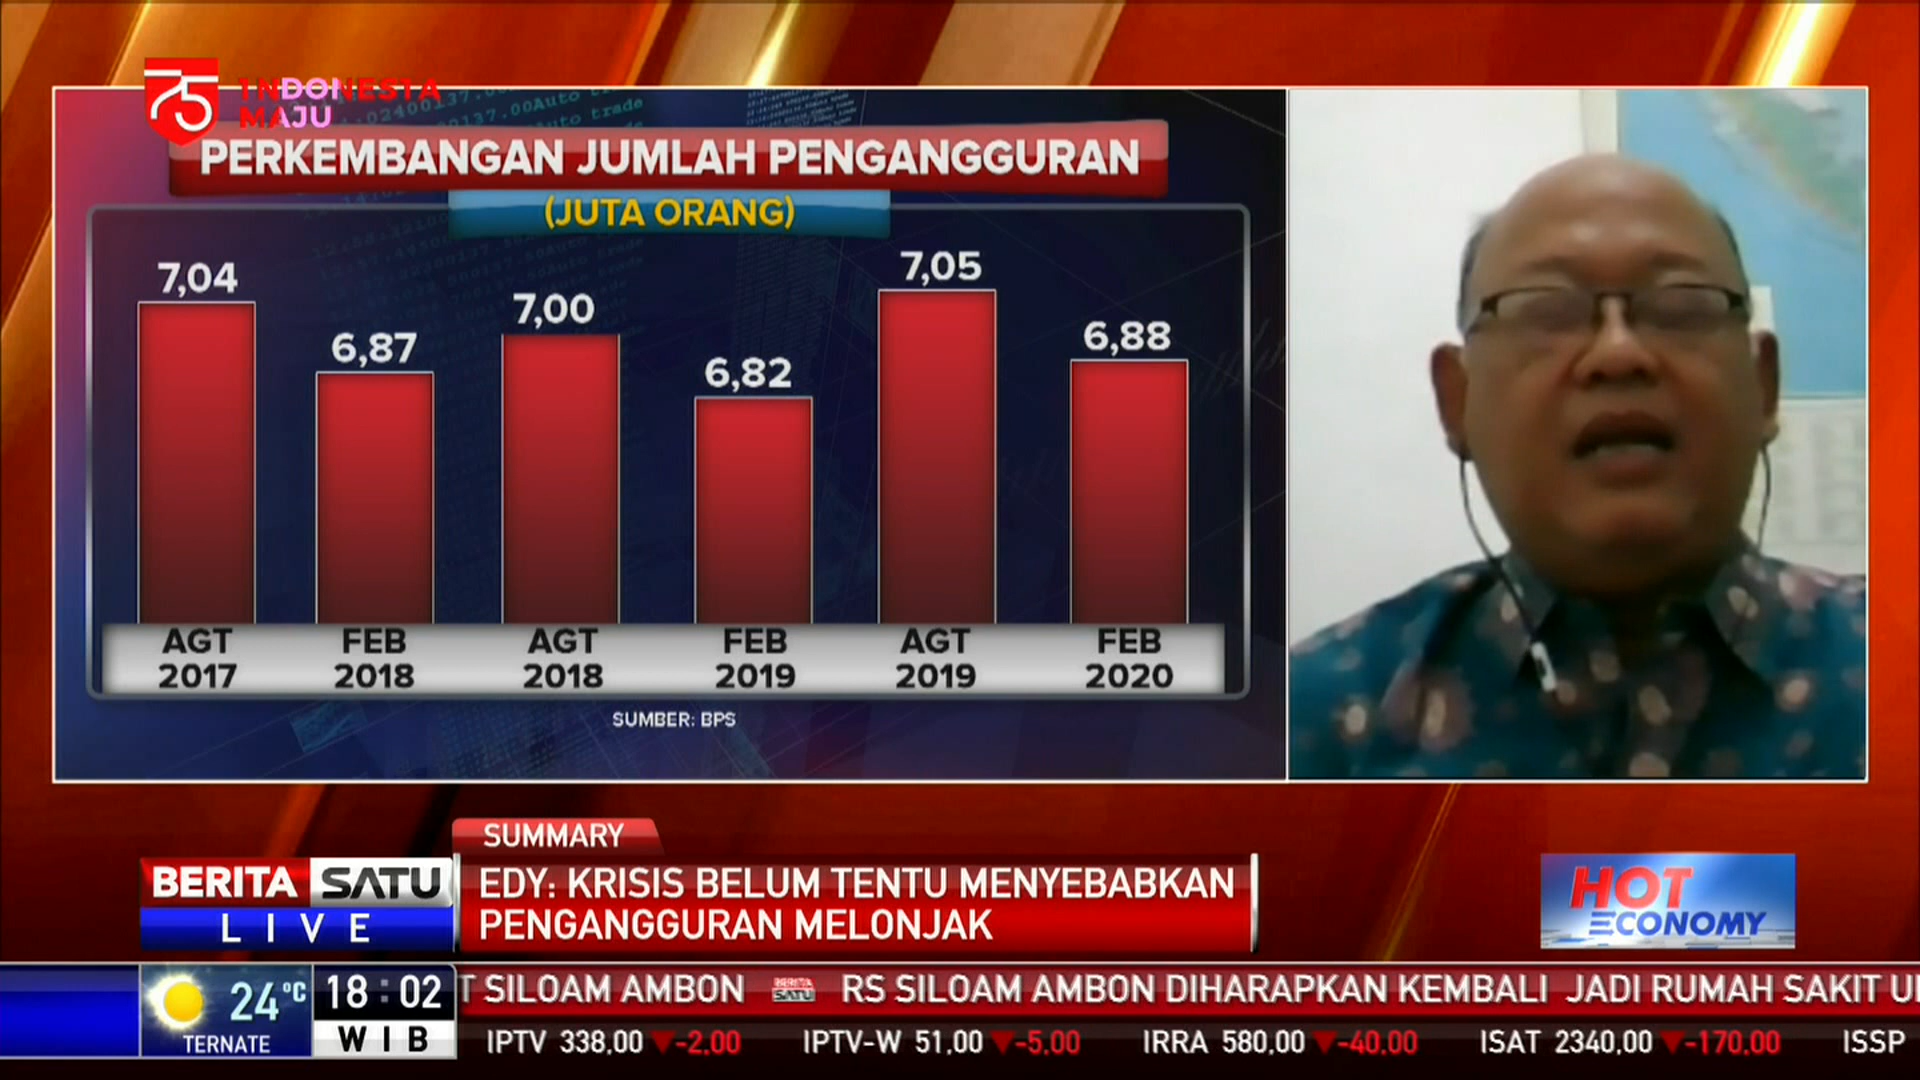 75 INDONESIA
MAJU
PERKEMBANGAN JUMLAH PENGANGGURAN
(JUTA ORANG)
7,04
6,87
7,00
6,82
7,05
6,88
AGT 2017
FEB 2018
AGT 2018
FEB 2019
AGT 2019
FEB 2020
SUMBER: BPS
SUMMARY
BERITA SATU
LIVE
EDY: KRISIS BELUM TENTU MENYEBABKAN
PENGANGGURAN MELONJAK
HOT
ECONOMY
24°C
TERNATE
18:02
WIB
T SILOAM AMBON BERITA SATU RS SILOAM AMBON DIHARAPKAN KEMBALI JADI RUMAH SAKIT
IPTV 338,00 -2,00 IPTV-W 51,00 -5,00 IRRA 580,00 -40,00 ISAT 2340,00 -170,00 ISSP